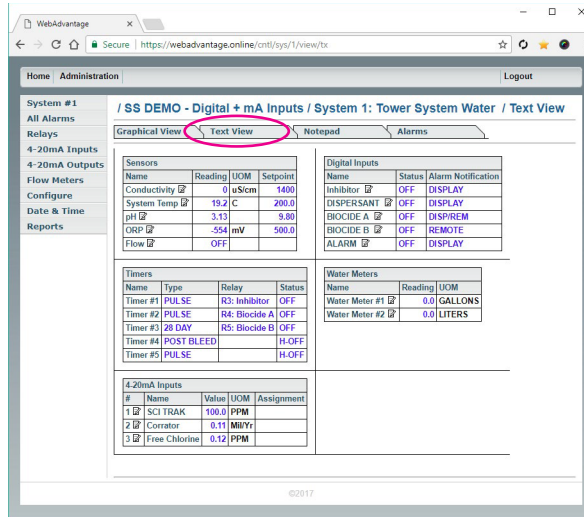 WebAdvantage
Secure | https://webadvantage.online/cntl/sys/1/view/tx
Home Administration Logout
System #1
All Alarms
Relays
4-20mA Inputs
4-20mA Outputs
Flow Meters
Configure
Date & Time
Reports
/ SS DEMO - Digital + mA Inputs / System 1: Tower System Water / Text View
Graphical View Text View Notepad Alarms
Sensors
Name Reading UOM Setpoint
Conductivity 0 uS/cm 1400
System Temp 19.2 C 200.0
pH 3.13 9.80
ORP -554 mV 500.0
Flow OFF
Digital Inputs
Name Status Alarm Notification
Inhibitor OFF DISPLAY
DISPERSANT OFF DISPLAY
BIOCIDE A OFF DISP/REM
BIOCIDE B OFF REMOTE
ALARM OFF DISPLAY
Timers
Name Type Relay Status
Timer #1 PULSE R3: Inhibitor OFF
Timer #2 PULSE R4: Biocide A OFF
Timer #3 28 DAY R5: Biocide B OFF
Timer #4 POST BLEED H-OFF
Timer #5 PULSE H-OFF
Water Meters
Name Reading UOM
Water Meter #1 0.0 GALLONS
Water Meter #2 0.0 LITERS
4-20mA Inputs
# Name Value UOM Assignment
1 SCI TRAK 100.0 PPM
2 Corrator 0.11 Mil/Yr
3 Free Chlorine 0.12 PPM
©2017